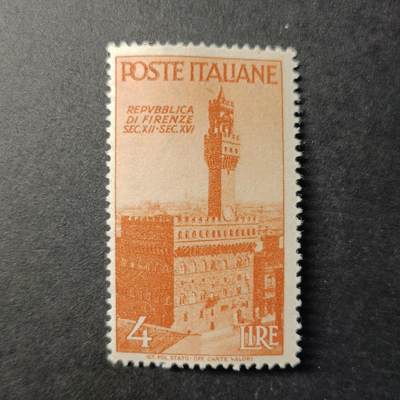 POSTE ITALIANE
REPVBBLICA
DI FIRENZE
SEC.XII-SEC.XVI
4 LIRE
IST. POL. STATO - OFF. CARTE VALORI